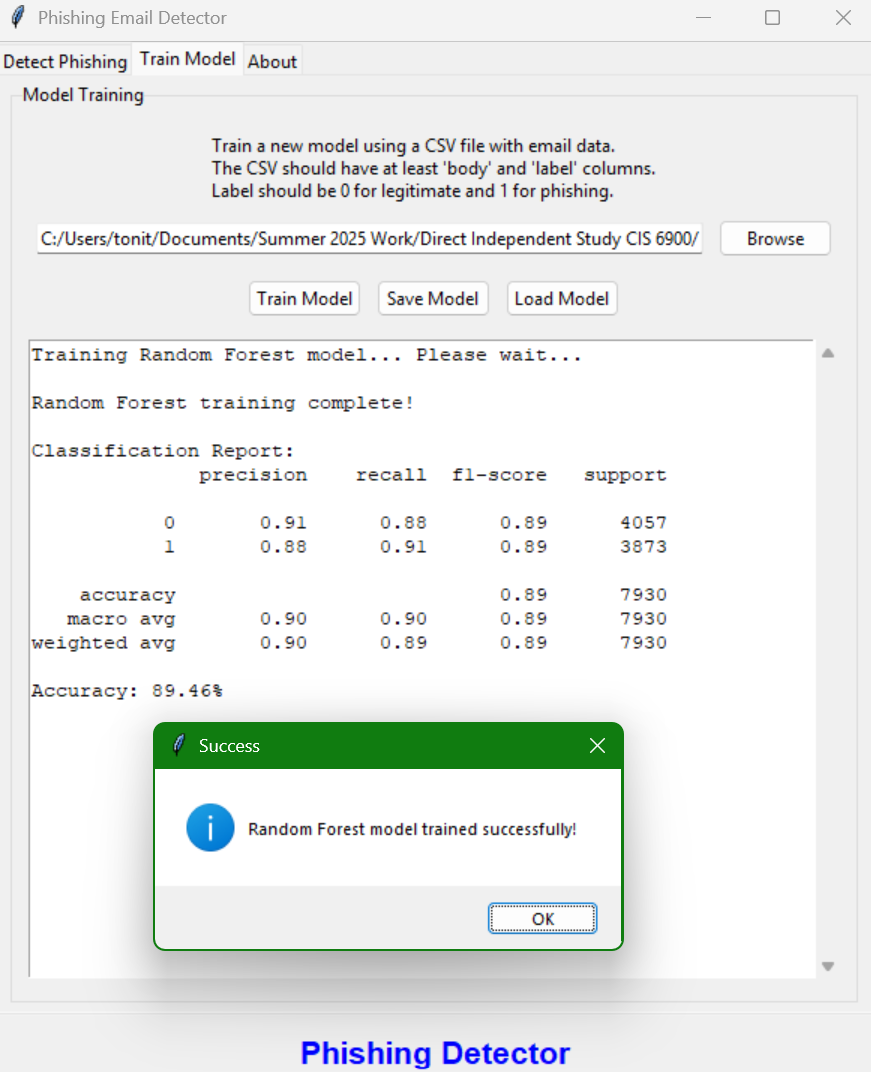 Phishing Email Detector
Detect Phishing Train Model About
Model Training
Train a new model using a CSV file with email data.
The CSV should have at least 'body' and 'label' columns.
Label should be 0 for legitimate and 1 for phishing.
C:/Users/tonit/Documents/Summer 2025 Work/Direct Independent Study CIS 6900/ Browse
Train Model Save Model Load Model
Training Random Forest model... Please wait...
Random Forest training complete!
Classification Report:
precision recall f1-score support
0 0.91 0.88 0.89 4057
1 0.88 0.91 0.89 3873
accuracy 0.89 7930
macro avg 0.90 0.90 0.89 7930
weighted avg 0.90 0.89 0.89 7930
Accuracy: 89.46%
Success
Random Forest model trained successfully!
OK
Phishing Detector